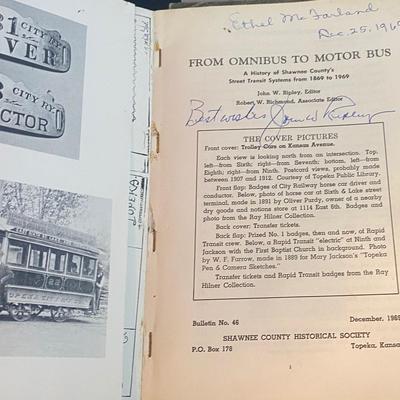 1 CITY RY
VER
CITY RY.
CTOR
Ethel McFarland
Dec. 25, 1969
FROM OMNIBUS TO MOTOR BUS
A History of Shawnee County's
Street Transit Systems from 1869 to 1969
John W. Ripley, Editor
Robert W. Richmond, Associate Editor
Best wishes John W. Ripley
THE COVER PICTURES
Front cover: Trolley Cars on Kansas Avenue.
Each view is looking north from an intersection. Top:
left—from Sixth; right—from Seventh; bottom, left—from
Eighth; right—from Ninth. Postcard views, probably made
between 1907 and 1912. Courtesy of Topeka Public Library.
Front flap: Badges of City Railway horse car driver and
conductor. Below, photo of horse car at Sixth & Lake street
terminal, made in 1891 by Oliver Purdy, owner of a nearby
dry goods and notions store at 1114 East 6th. Badges and
photo from the Ray Hilner Collection.
Back cover: Transfer tickets.
Back flap: Prized No. 1 badges, then and now, of Rapid
Transit crews. Below, a Rapid Transit "electric" at Ninth and
Jackson with the First Baptist Church in background. Photo
by W. F. Farrow, made in 1889 for Mary Jackson's "Topeka
Pen & Camera Sketches."
Transfer tickets and Rapid Transit badges from the Ray
Hilner Collection.
Bulletin No. 46
December, 1969
SHAWNEE COUNTY HISTORICAL SOCIETY
P.O. Box 178
Topeka, Kansa
1